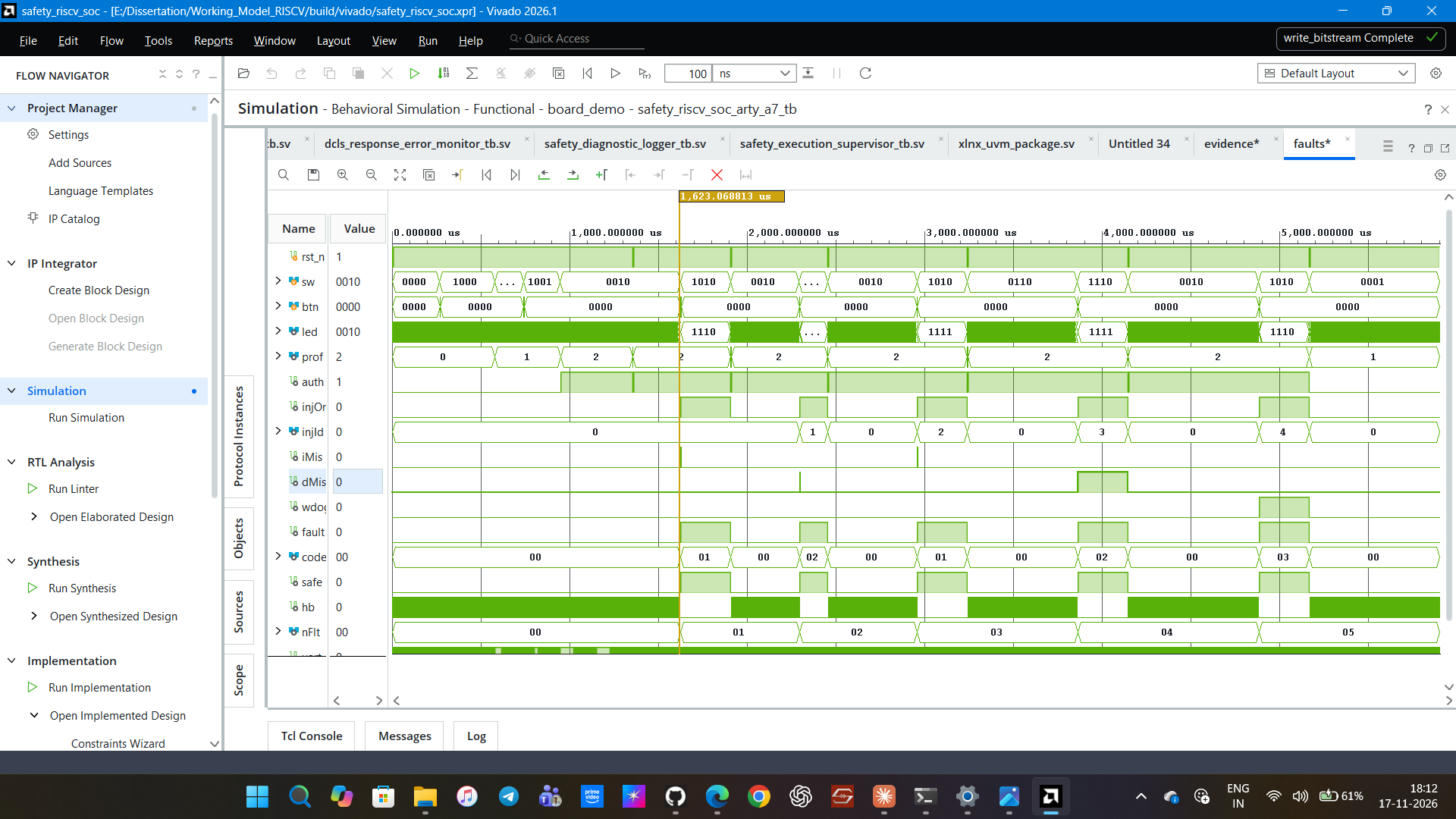 safety_riscv_soc - [E:/Dissertation/Working_Model_RISCV/build/vivado/safety_riscv_soc.xpr] - Vivado 2026.1
File Edit Flow Tools Reports Window Layout View Run Help Quick Access write_bitstream Complete
FLOW NAVIGATOR
100 ns
Default Layout
Project Manager
Settings
Add Sources
Language Templates
IP Catalog
IP Integrator
Create Block Design
Open Block Design
Generate Block Design
Simulation
Run Simulation
RTL Analysis
Run Linter
Open Elaborated Design
Synthesis
Run Synthesis
Open Synthesized Design
Implementation
Run Implementation
Open Implemented Design
Constraints Wizard
Simulation - Behavioral Simulation - Functional - board_demo - safety_riscv_soc_arty_a7_tb
:b.sv dcls_response_error_monitor_tb.sv safety_diagnostic_logger_tb.sv safety_execution_supervisor_tb.sv xlnx_uvm_package.sv Untitled 34 evidence* faults*
Protocol Instances
Objects
Sources
Scope
1,623.068813 us
Name Value 0.000000 us 1,000.000000 us 2,000.000000 us 3,000.000000 us 4,000.000000 us 5,000.000000 us
rst_n 1
sw 0010 0000 1000 ... 1001 0010 1010 0010 ... 0010 1010 0110 1110 0010 1010 0001
btn 0000 0000 0000 0000 0000 0000 0000 0000 0000
led 0010 1110 ... 1111 1111 1110
prof 2 0 1 2 2 2 2 2 2 1
auth 1
injOr 0
injId 0 0 1 0 2 0 3 0 4 0
iMis 0
dMis 0
wdog 0
fault 0
code 00 00 01 00 02 00 01 00 02 00 03 00
safe 0
hb 0
nFlt 00 00 01 02 03 04 05
Tcl Console Messages Log
61%
ENG
IN
18:12
17-11-2026